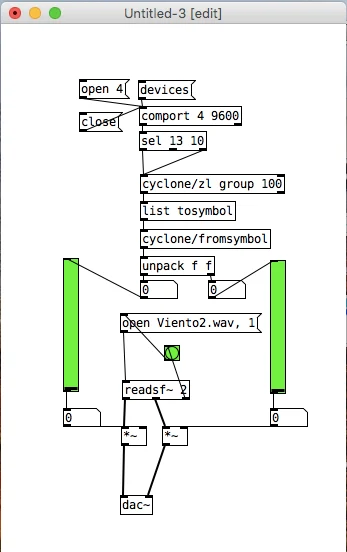 Untitled-3 [edit]
open 4
devices
close
comport 4 9600
sel 13 10
cyclone/zl group 100
list tosymbol
cyclone/fromsymbol
unpack f f
0
0
open Viento2.wav, 1
readsf~ 2
0
0
*~
*~
dac~